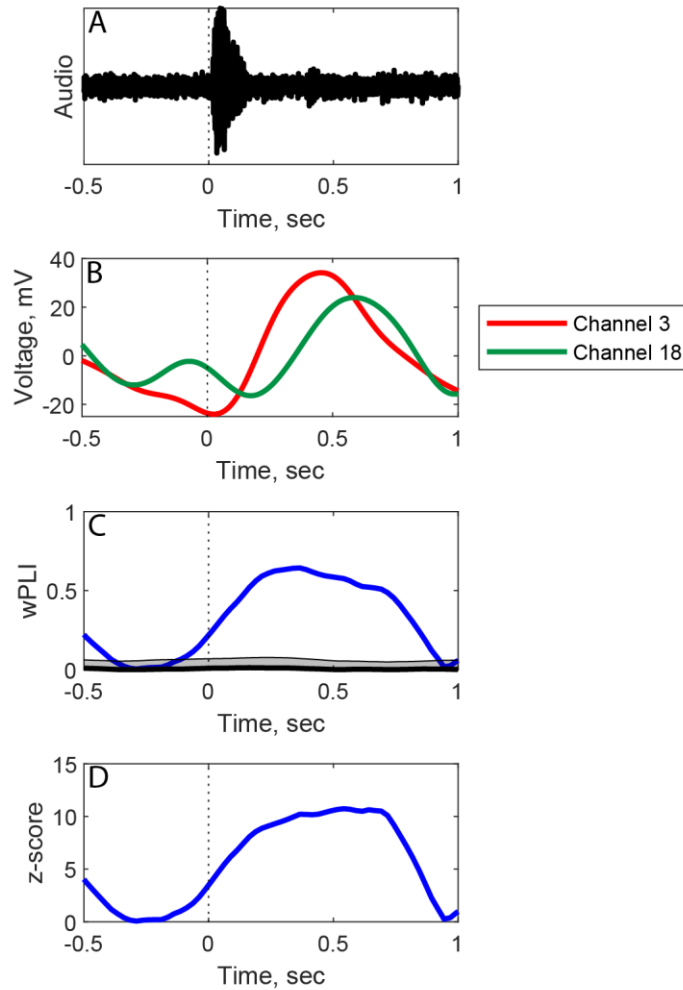 A
Audio
-0.5 0 0.5 1
Time, sec
B
40
20
0
-20
Voltage, mV
-0.5 0 0.5 1
Time, sec
Channel 3
Channel 18
C
1
0.5
0
wPLI
-0.5 0 0.5 1
Time, sec
D
15
10
5
0
z-score
-0.5 0 0.5 1
Time, sec